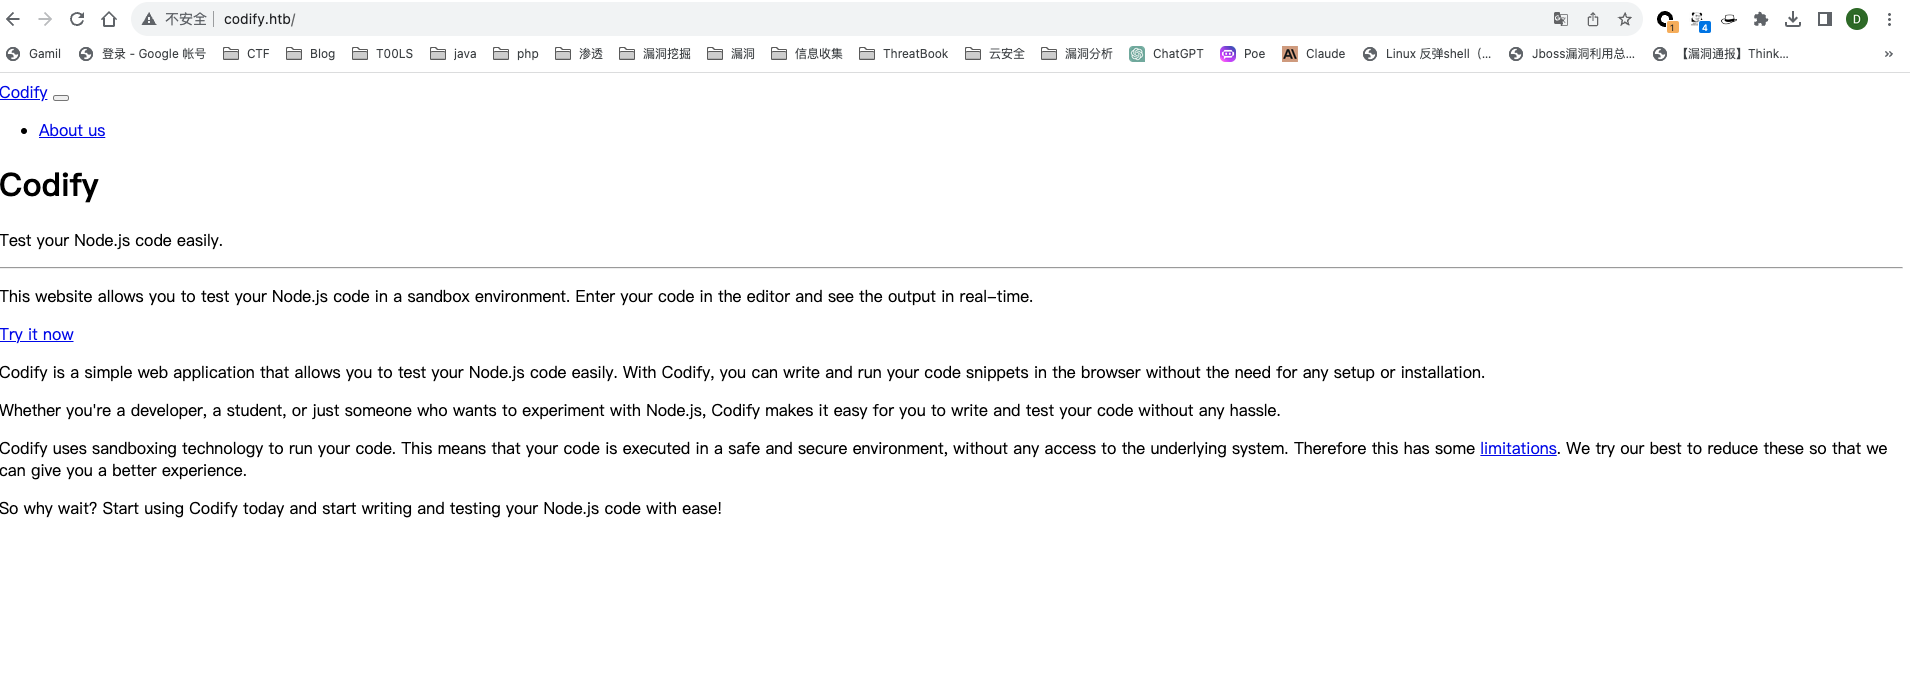 不安全 codify.htb/
1 4 D
Gamil 登录 - Google 帐号 CTF Blog T00LS java php 渗透 漏洞挖掘 漏洞 信息收集 ThreatBook 云安全 漏洞分析 ChatGPT Poe Claude Linux 反弹shell（... Jboss漏洞利用总... 【漏洞通报】Think... »
Codify
About us
Codify
Test your Node.js code easily.
This website allows you to test your Node.js code in a sandbox environment. Enter your code in the editor and see the output in real-time.
Try it now
Codify is a simple web application that allows you to test your Node.js code easily. With Codify, you can write and run your code snippets in the browser without the need for any setup or installation.
Whether you're a developer, a student, or just someone who wants to experiment with Node.js, Codify makes it easy for you to write and test your code without any hassle.
Codify uses sandboxing technology to run your code. This means that your code is executed in a safe and secure environment, without any access to the underlying system. Therefore this has some limitations. We try our best to reduce these so that we
can give you a better experience.
So why wait? Start using Codify today and start writing and testing your Node.js code with ease!